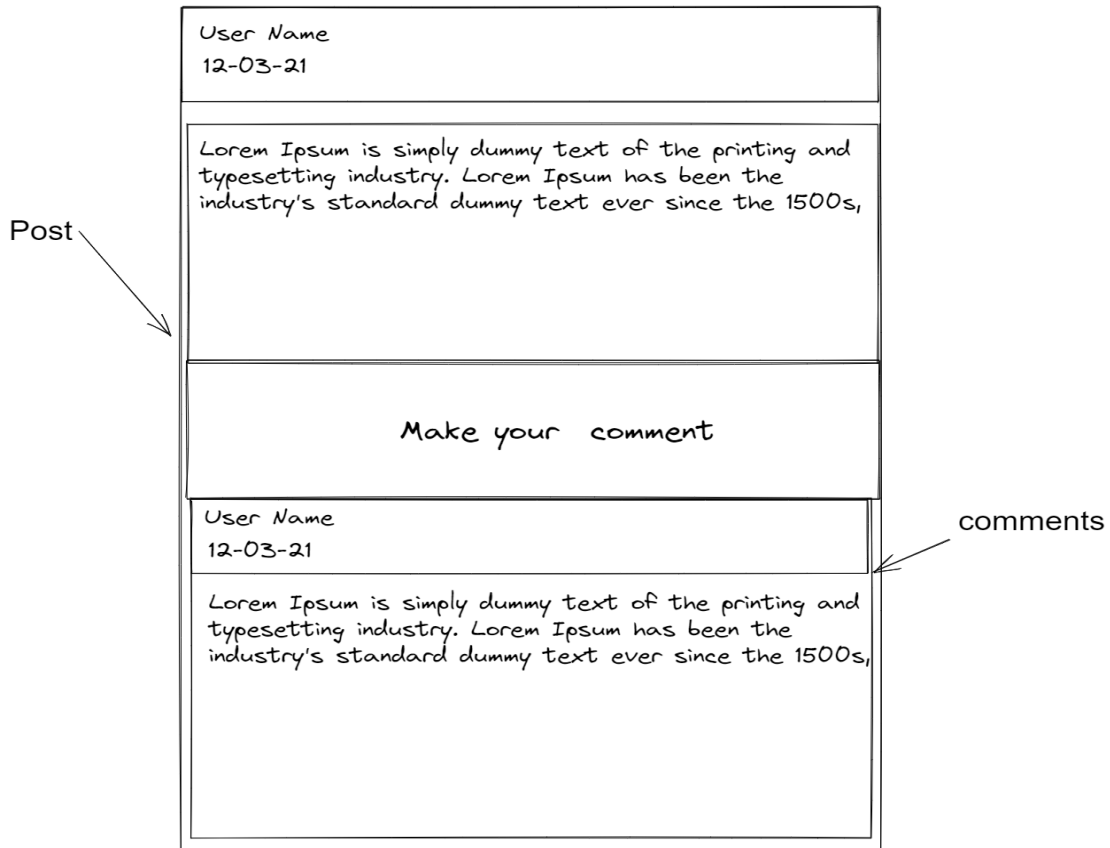 User Name
12-03-21
Lorem Ipsum is simply dummy text of the printing and
typesetting industry. Lorem Ipsum has been the
industry's standard dummy text ever since the 1500s,
Post
Make your comment
User Name
12-03-21
comments
Lorem Ipsum is simply dummy text of the printing and
typesetting industry. Lorem Ipsum has been the
industry's standard dummy text ever since the 1500s,